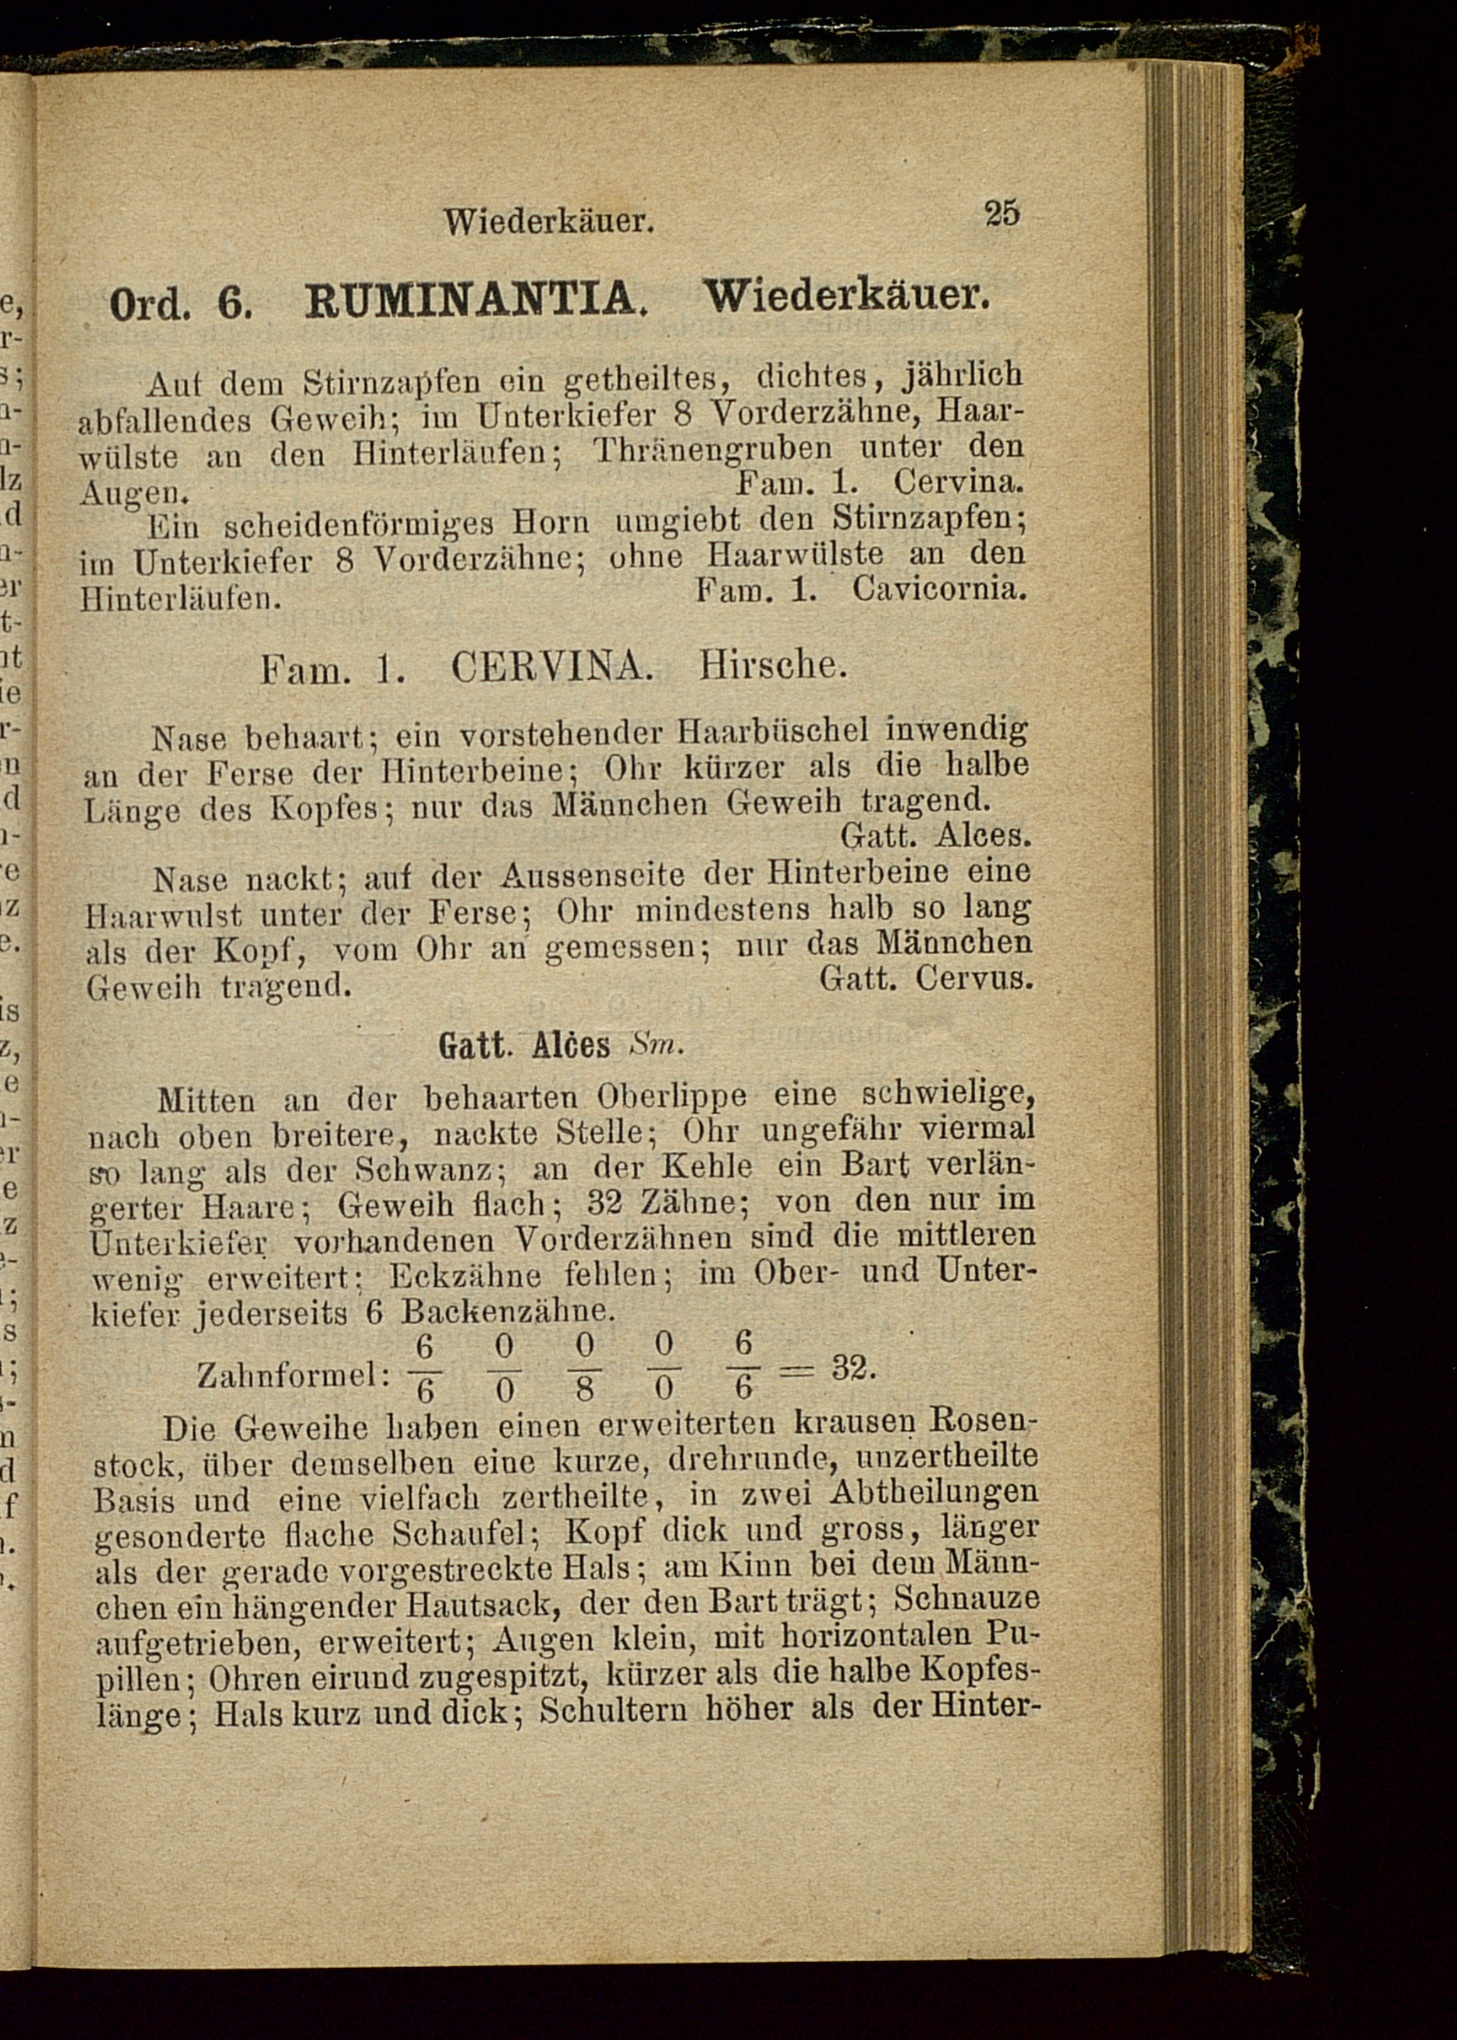 Wiederkäuer. 25
Ord. 6. RUMINANTIA. Wiederkäuer.
Auf dem Stirnzapfen ein getheiltes, dichtes, jährlich
abfallendes Geweih; im Unterkiefer 8 Vorderzähne, Haar-
wülste an den Hinterläufen; Thränengruben unter den
Augen. Fam. 1. Cervina.
Ein scheidenförmiges Horn umgiebt den Stirnzapfen;
im Unterkiefer 8 Vorderzähne; ohne Haarwülste an den
Hinterläufen. Fam. 1. Cavicornia.
Fam. 1. CERVINA. Hirsche.
Nase behaart; ein vorstehender Haarbüschel inwendig
an der Ferse der Hinterbeine; Ohr kürzer als die halbe
Länge des Kopfes; nur das Männchen Geweih tragend.
Gatt. Alces.
Nase nackt; auf der Aussenseite der Hinterbeine eine
Haarwulst unter der Ferse; Ohr mindestens halb so lang
als der Kopf, vom Ohr an gemessen; nur das Männchen
Geweih tragend. Gatt. Cervus.
Gatt. Alces Sm.
Mitten an der behaarten Oberlippe eine schwielige,
nach oben breitere, nackte Stelle; Ohr ungefähr viermal
so lang als der Schwanz; an der Kehle ein Bart verlän-
gerter Haare; Geweih flach; 32 Zähne; von den nur im
Unterkiefer vorhandenen Vorderzähnen sind die mittleren
wenig erweitert; Eckzähne fehlen; im Ober- und Unter-
kiefer jederseits 6 Backenzähne.
6 0 0 0 6
Zahnformel: — — — — — = 32.
6 0 8 0 6
Die Geweihe haben einen erweiterten krausen Rosen-
stock, über demselben eine kurze, drehrunde, unzertheilte
Basis und eine vielfach zertheilte, in zwei Abtheilungen
gesonderte flache Schaufel; Kopf dick und gross, länger
als der gerade vorgestreckte Hals; am Kinn bei dem Männ-
chen ein hängender Hautsack, der den Bart trägt; Schnauze
aufgetrieben, erweitert; Augen klein, mit horizontalen Pu-
pillen; Ohren eirund zugespitzt, kürzer als die halbe Kopfes-
länge; Hals kurz und dick; Schultern höher als der Hinter-